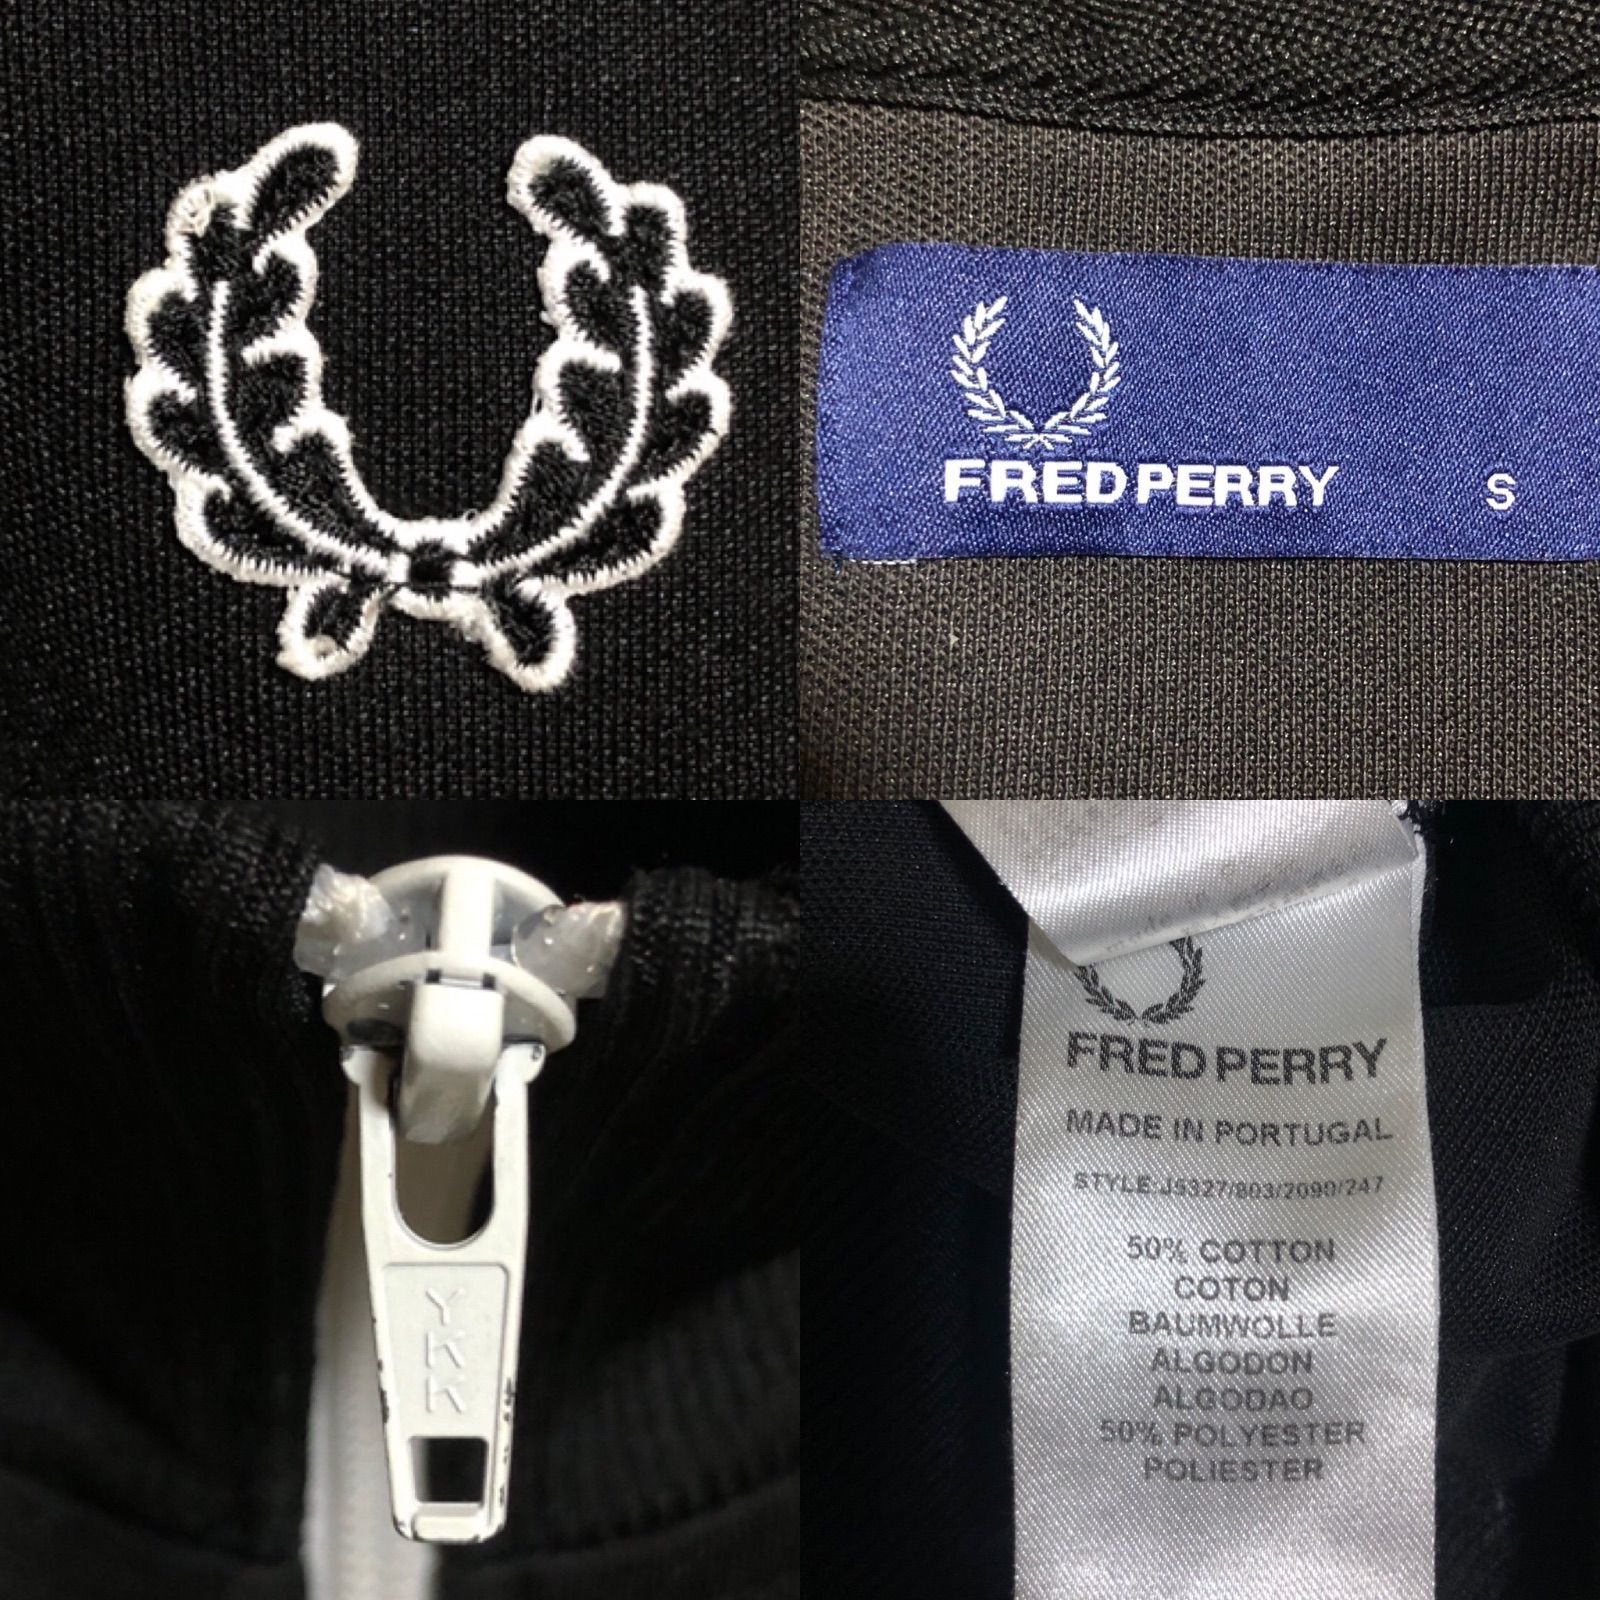 FRED PERRY S
Y
K
K
FRED PERRY
MADE IN PORTUGAL
STYLE:J5327/803/2090/247
50% COTTON
COTON
BAUMWOLLE
ALGODON
ALGODAO
50% POLYESTER
POLIESTER